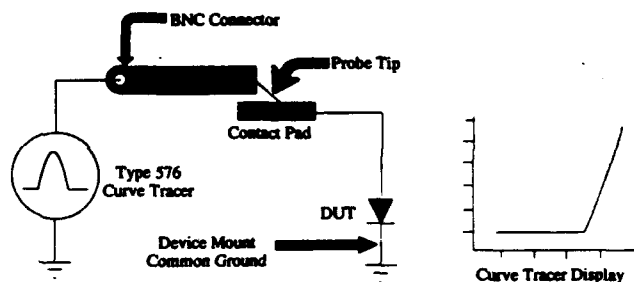 BNC Connector
Probe Tip
Contact Pad
Type 576
Curve Tracer
DUT
Device Mount
Common Ground
Curve Tracer Display